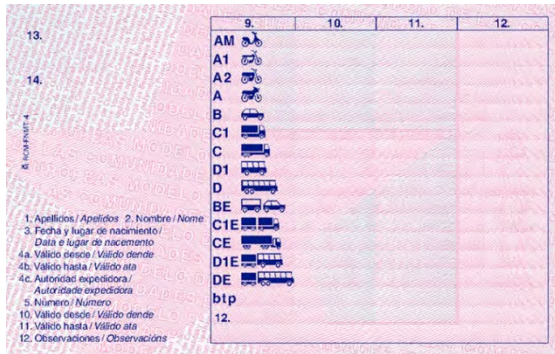 9. 10. 11. 12.
13.
14.
AM
A1
A2
A
B
C1
C
D1
D
BE
C1E
CE
D1E
DE
btp
12.
RCM-FNMT-4
1. Apellidos / Apelidos 2. Nombre / Nome
3. Fecha y lugar de nacimiento /
Data e lugar de nacemento
4a. Válido desde / Válido dende
4b. Válido hasta / Válido ata
4c. Autoridad expedidora /
Autoridade expedidora
5. Número / Número
10. Válido desde / Válido dende
11. Válido hasta / Válido ata
12. Observaciones / Observacións